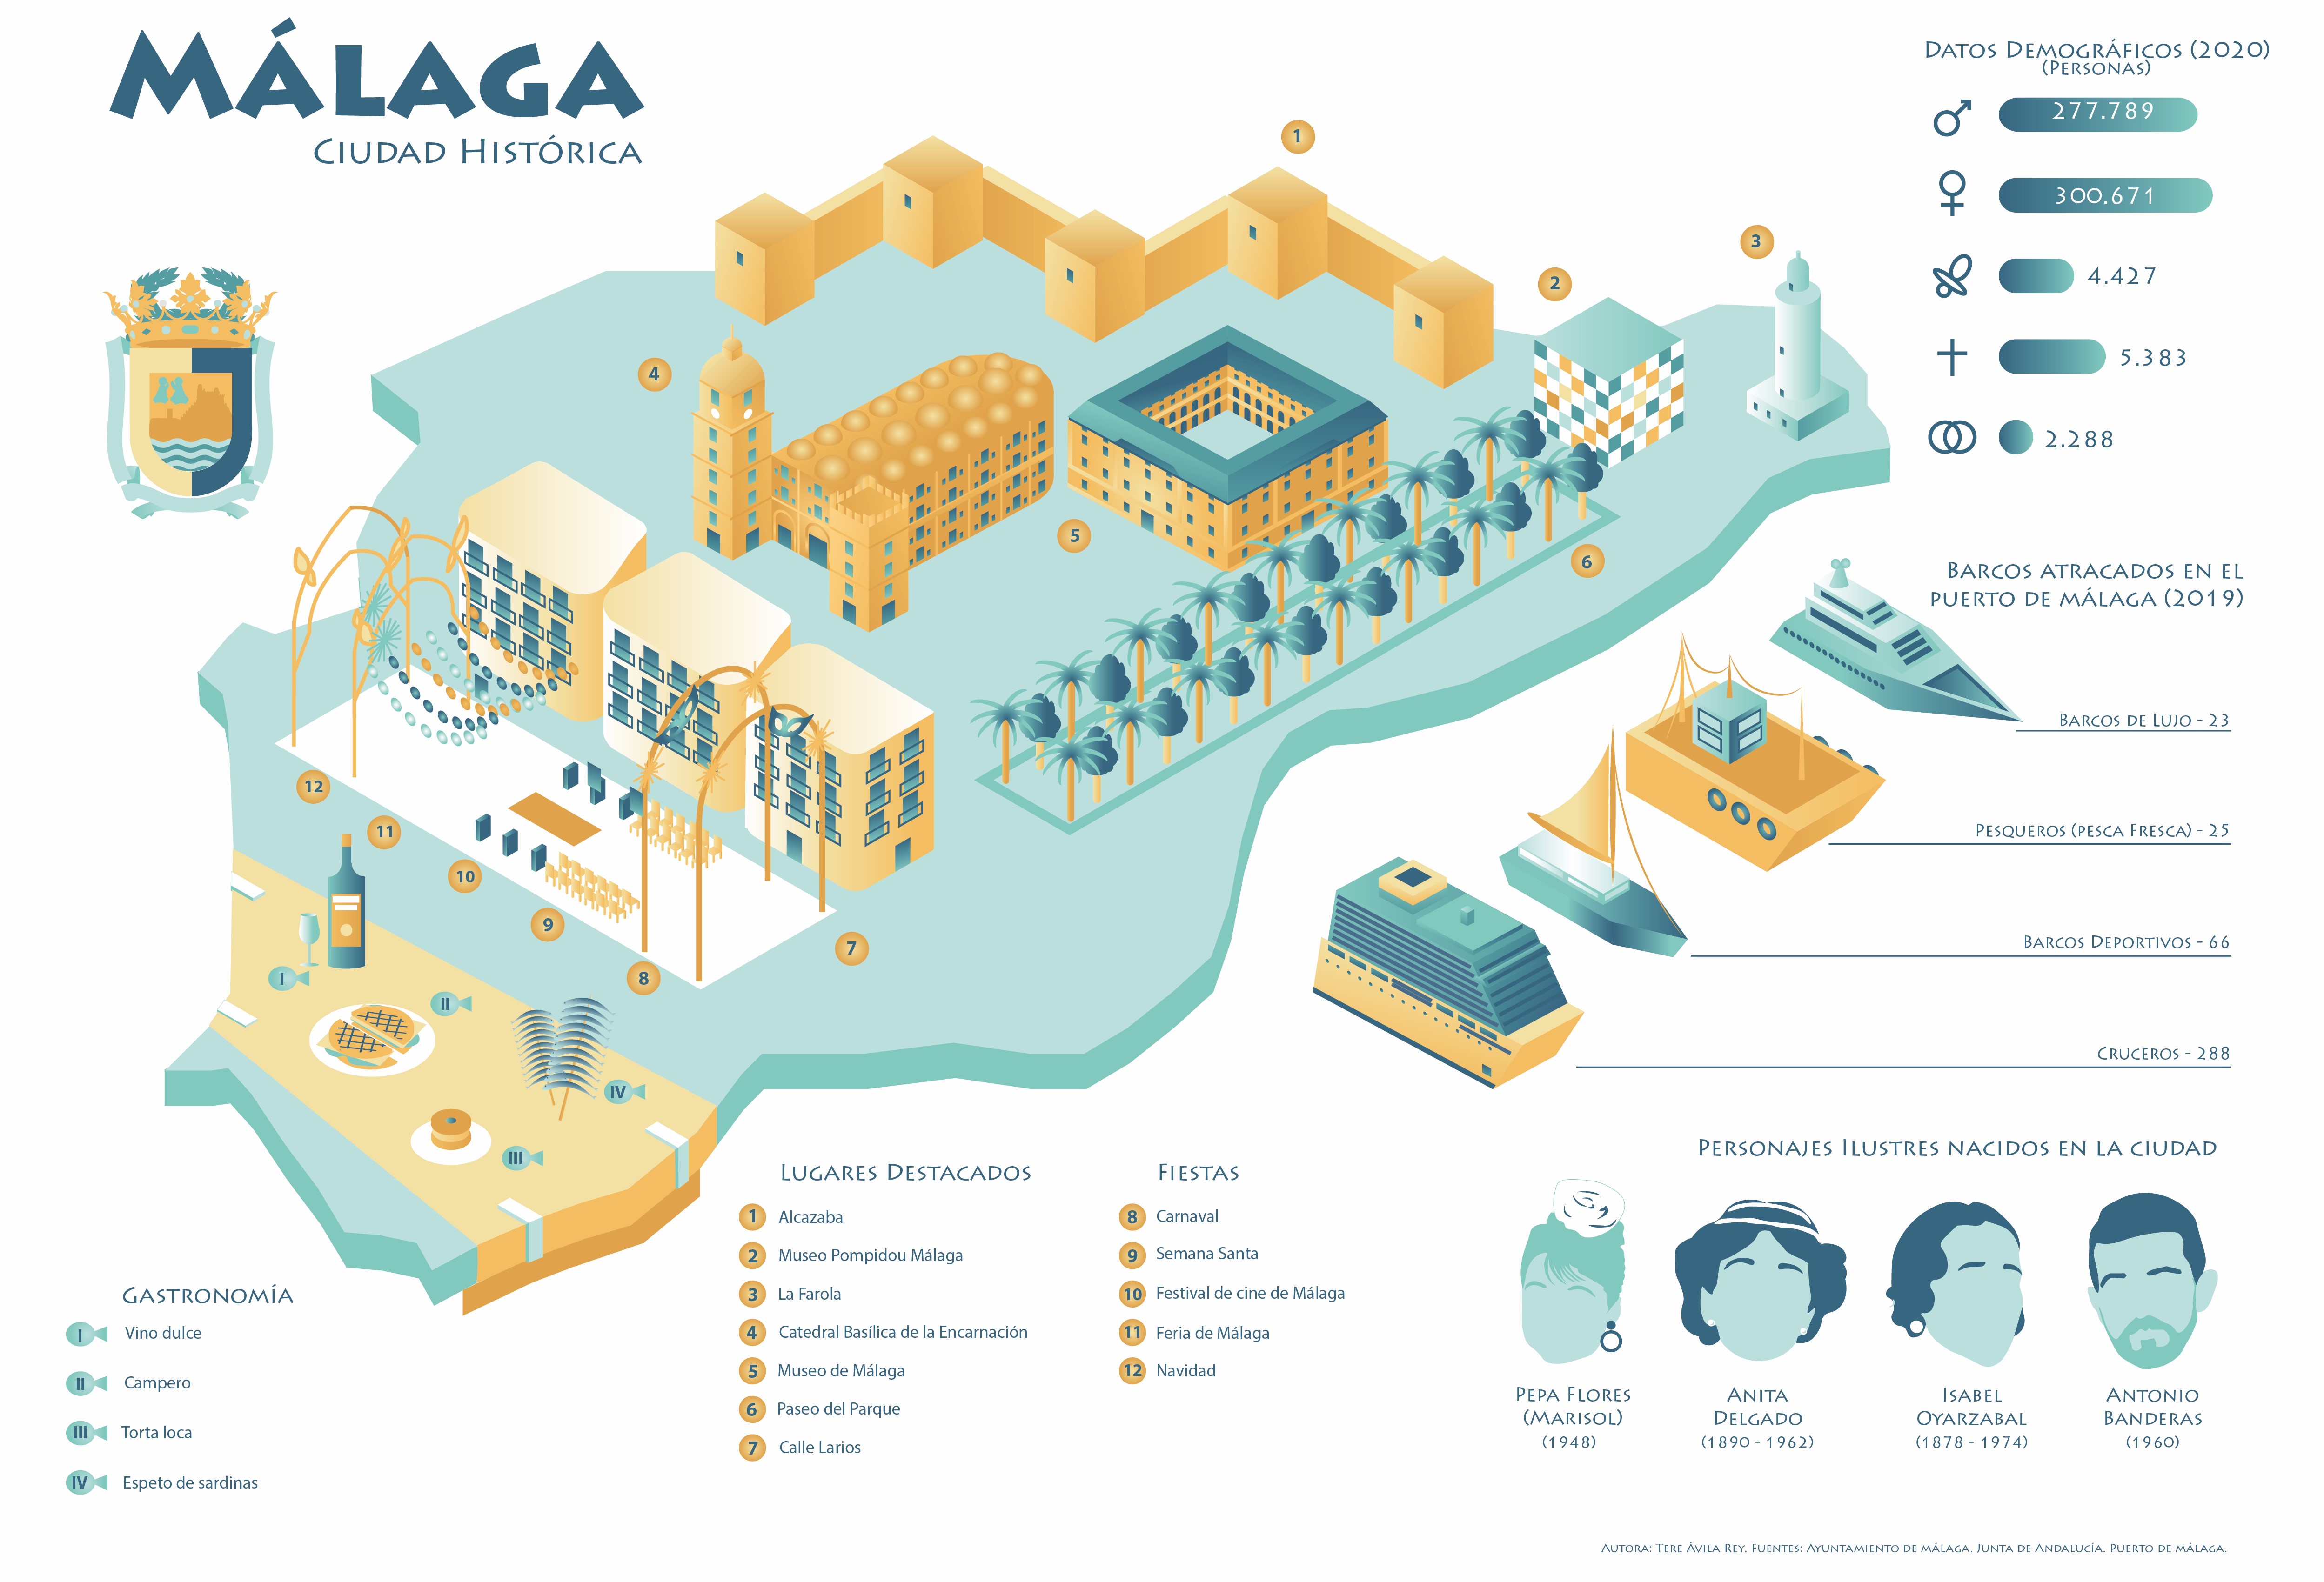 MÁLAGA
CIUDAD HISTÓRICA
DATOS DEMOGRÁFICOS (2020)
(PERSONAS)
277.789
300.671
4.427
5.383
2.288
1
2
3
4
5
6
12
11
10
9
8
7
I
II
IV
III
BARCOS ATRACADOS EN EL
PUERTO DE MÁLAGA (2019)
BARCOS DE LUJO - 23
PESQUEROS (PESCA FRESCA) - 25
BARCOS DEPORTIVOS - 66
CRUCEROS - 288
GASTRONOMÍA
I Vino dulce
II Campero
III Torta loca
IV Espeto de sardinas
LUGARES DESTACADOS
1 Alcazaba
2 Museo Pompidou Málaga
3 La Farola
4 Catedral Basílica de la Encarnación
5 Museo de Málaga
6 Paseo del Parque
7 Calle Larios
FIESTAS
8 Carnaval
9 Semana Santa
10 Festival de cine de Málaga
11 Feria de Málaga
12 Navidad
PERSONAJES ILUSTRES NACIDOS EN LA CIUDAD
PEPA FLORES
(MARISOL)
(1948)
ANITA
DELGADO
(1890 - 1962)
ISABEL
OYARZABAL
(1878 - 1974)
ANTONIO
BANDERAS
(1960)
AUTORA: TERE ÁVILA REY. FUENTES: AYUNTAMIENTO DE MÁLAGA. JUNTA DE ANDALUCÍA. PUERTO DE MÁLAGA.